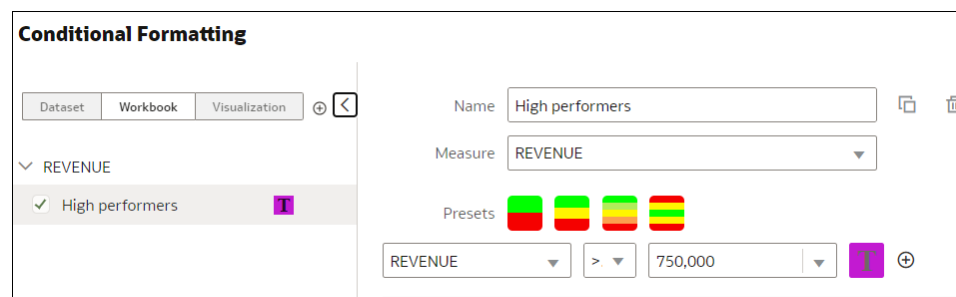 Conditional Formatting
Dataset Workbook Visualization
REVENUE
High performers T
Name High performers
Measure REVENUE
Presets
REVENUE > 750,000 T